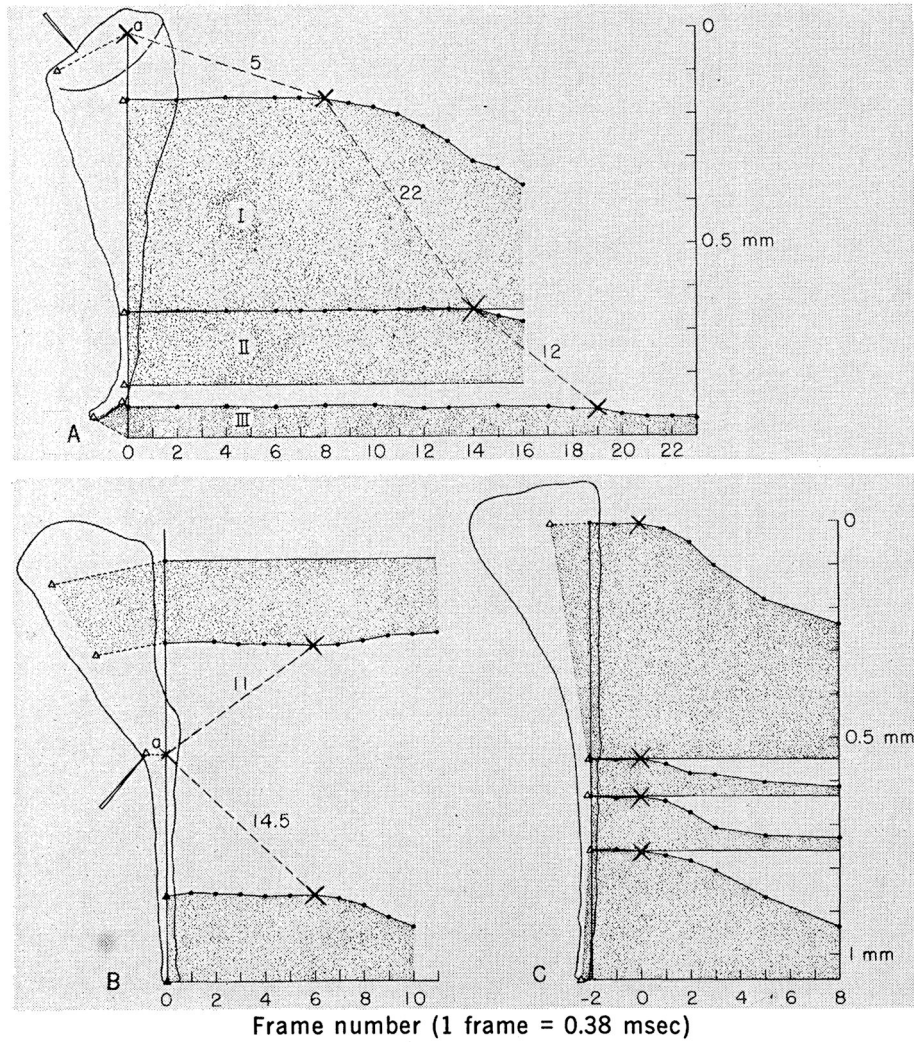 a
0
5
22
I
0.5 mm
II
12
A
III
0 2 4 6 8 10 12 14 16 18 20 22
0
11
a
0.5 mm
14.5
B
C
1 mm
0 2 4 6 8 10
-2 0 2 4 6 8
Frame number (1 frame = 0.38 msec)